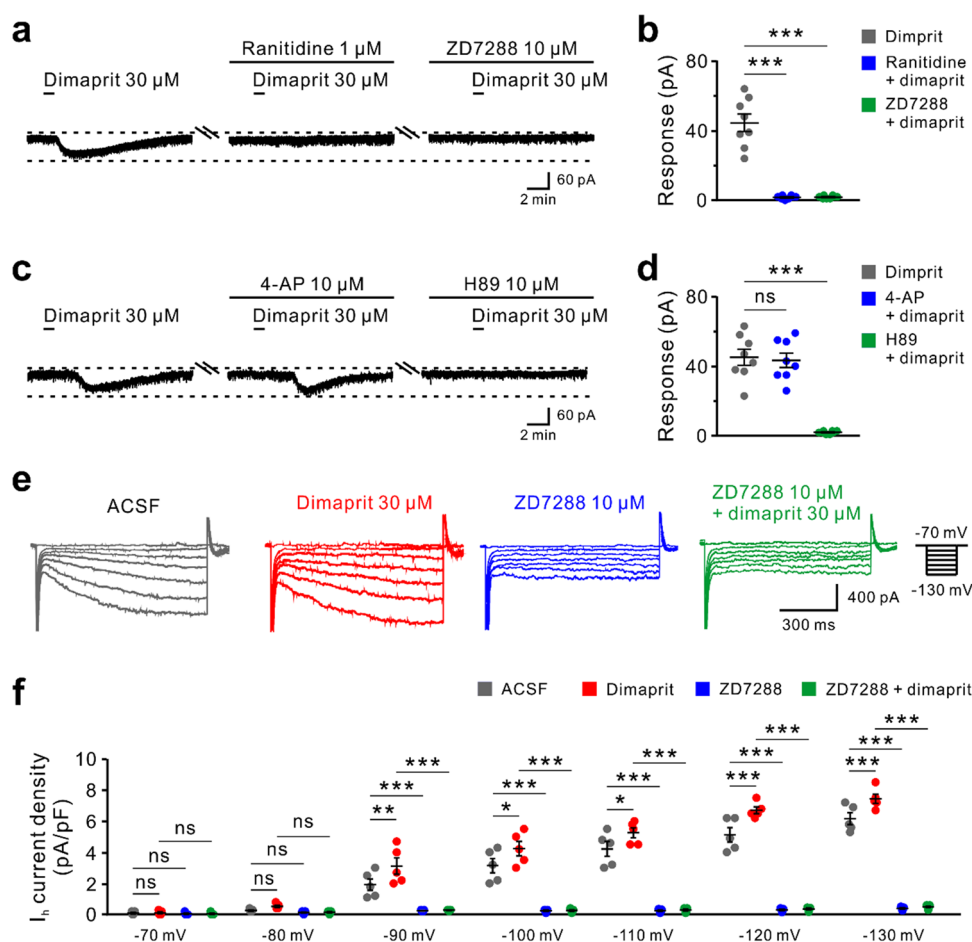 a
Ranitidine 1 μM
ZD7288 10 μM
Dimaprit 30 μM
Dimaprit 30 μM
Dimaprit 30 μM
60 pA
2 min
b
Response (pA)
80
40
0
***
***
Dimprit
Ranitidine
+ dimaprit
ZD7288
+ dimaprit
c
4-AP 10 μM
H89 10 μM
Dimaprit 30 μM
Dimaprit 30 μM
Dimaprit 30 μM
60 pA
2 min
d
Response (pA)
80
40
0
***
ns
Dimprit
4-AP
+ dimaprit
H89
+ dimaprit
e
ACSF
Dimaprit 30 μM
ZD7288 10 μM
ZD7288 10 μM
+ dimaprit 30 μM
-70 mV
-130 mV
400 pA
300 ms
f
ACSF
Dimaprit
ZD7288
ZD7288 + dimaprit
Ih current density
(pA/pF)
10
8
6
4
2
0
ns
ns
ns
ns
ns
ns
***
***
**
***
***
*
***
***
*
***
***
***
***
***
***
-70 mV
-80 mV
-90 mV
-100 mV
-110 mV
-120 mV
-130 mV